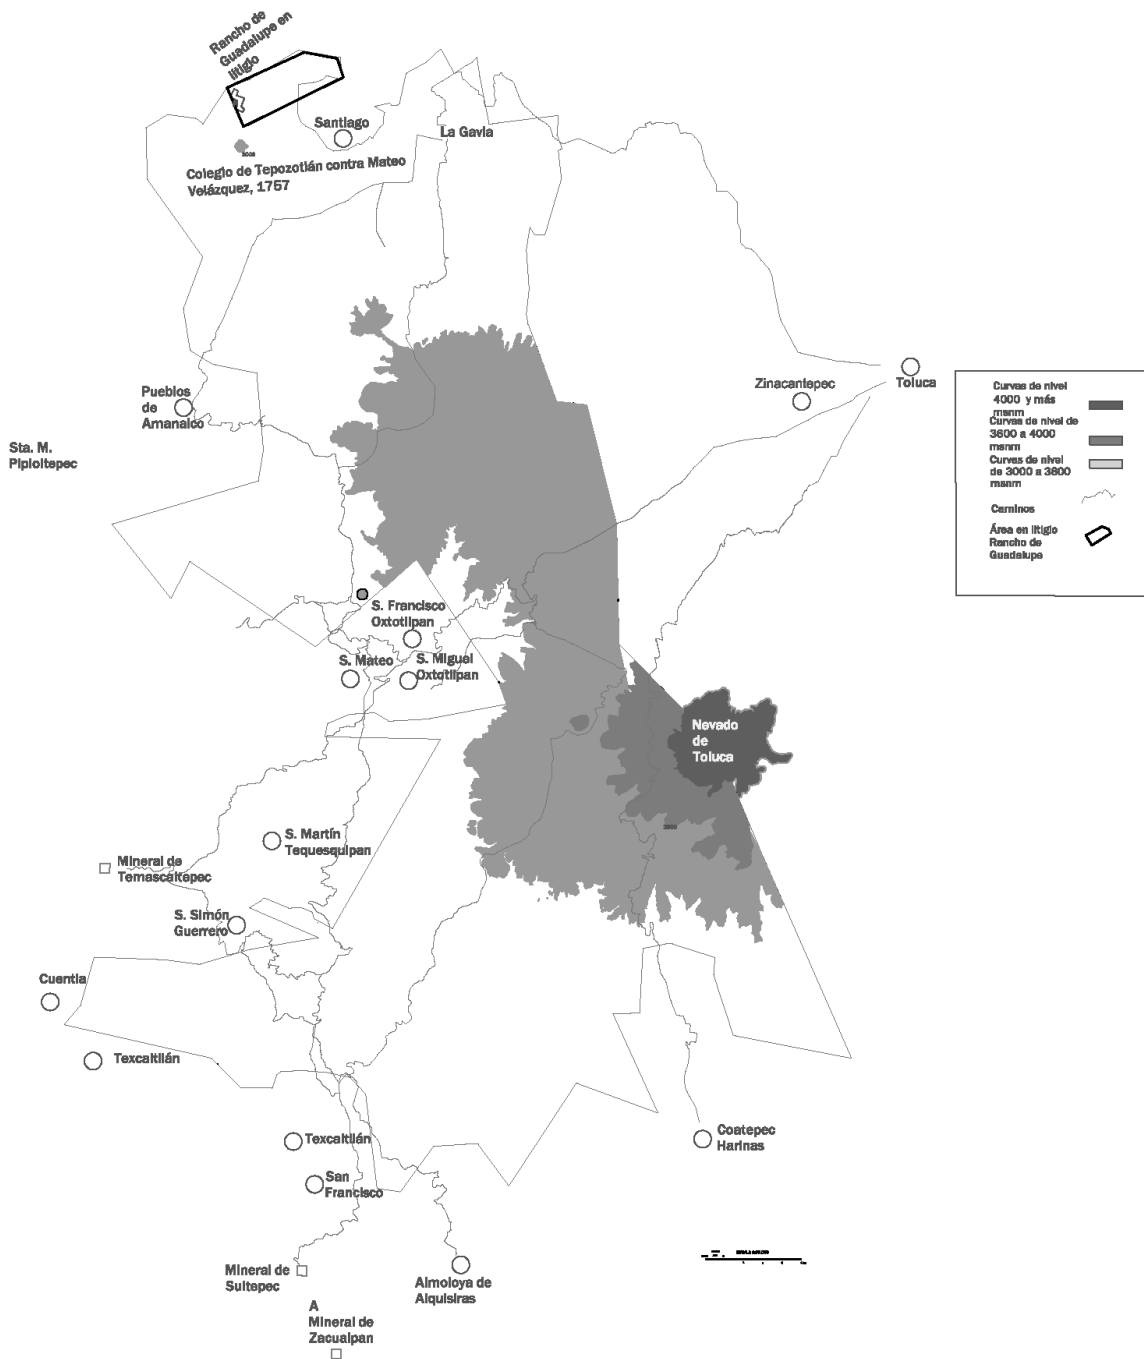 Rancho de
Guadalupe en
litigio
Santiago
La Gavia
3000
Colegio de Tepozotlán contra Mateo
Velázquez, 1757
Zinacantepec
Toluca
Pueblos
de
Amanalco
Sta. M.
Pipioltepec
Curvas de nivel
4000 y más
msnm
Curvas de nivel de
3600 a 4000
msnm
Curvas de nivel
de 3000 a 3800
msnm
Caminos
Área en litigio
Rancho de
Guadalupe
S. Francisco
Oxtotilpan
S. Mateo
S. Miguel
Oxtotilpan
Nevado
de
Toluca
S. Martín
Tequesquipan
Mineral de
Temascaltepec
S. Simón
Guerrero
Cuentla
Texcaltilán
Texcaltilán
San
Francisco
Coatepec
Harinas
Mineral de
Sultepec
Almoloya de
Alquisiras
A
Mineral de
Zacualpan